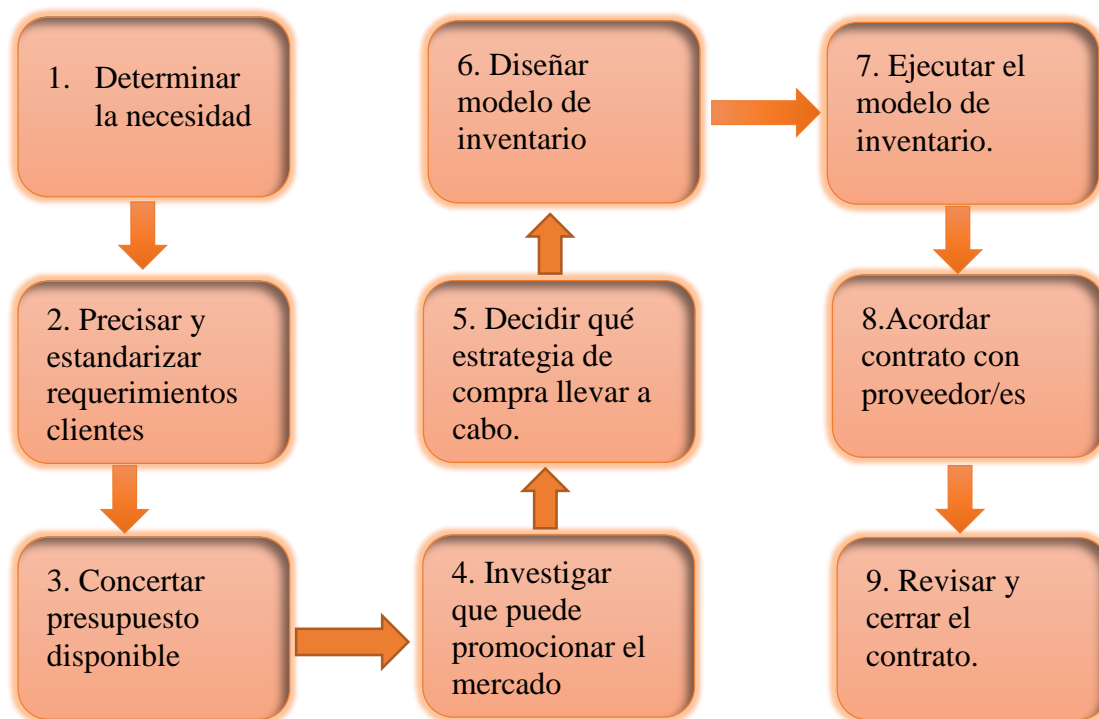 1. Determinar
la necesidad
2. Precisar y
estandarizar
requerimientos
clientes
3. Concertar
presupuesto
disponible
4. Investigar
que puede
promocionar el
mercado
5. Decidir qué
estrategia de
compra llevar a
cabo.
6. Diseñar
modelo de
inventario
7. Ejecutar el
modelo de
inventario.
8.Acordar
contrato con
proveedor/es
9. Revisar y
cerrar el
contrato.